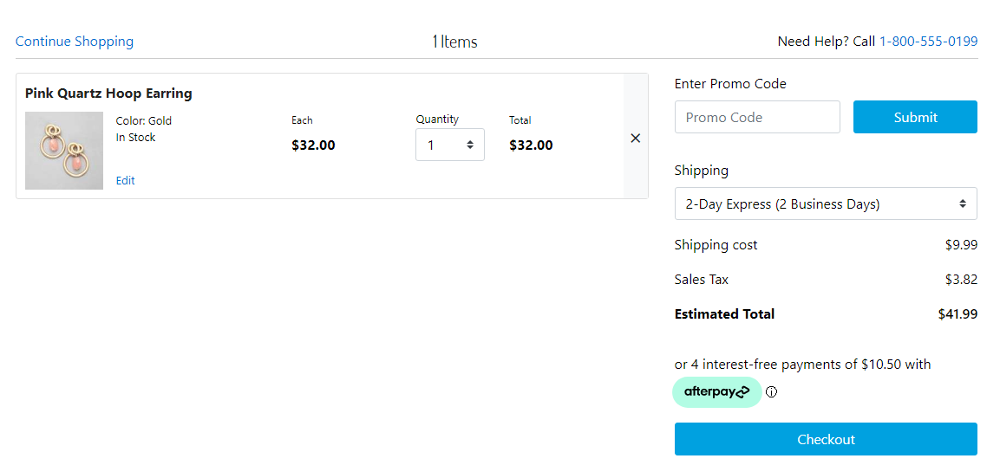 Continue Shopping
1 Items
Need Help? Call 1-800-555-0199
Pink Quartz Hoop Earring
Color: Gold
In Stock
Edit
Each
$32.00
Quantity
1
Total
$32.00
×
Enter Promo Code
Promo Code
Submit
Shipping
2-Day Express (2 Business Days)
Shipping cost $9.99
Sales Tax $3.82
Estimated Total $41.99
or 4 interest-free payments of $10.50 with
afterpay
Checkout